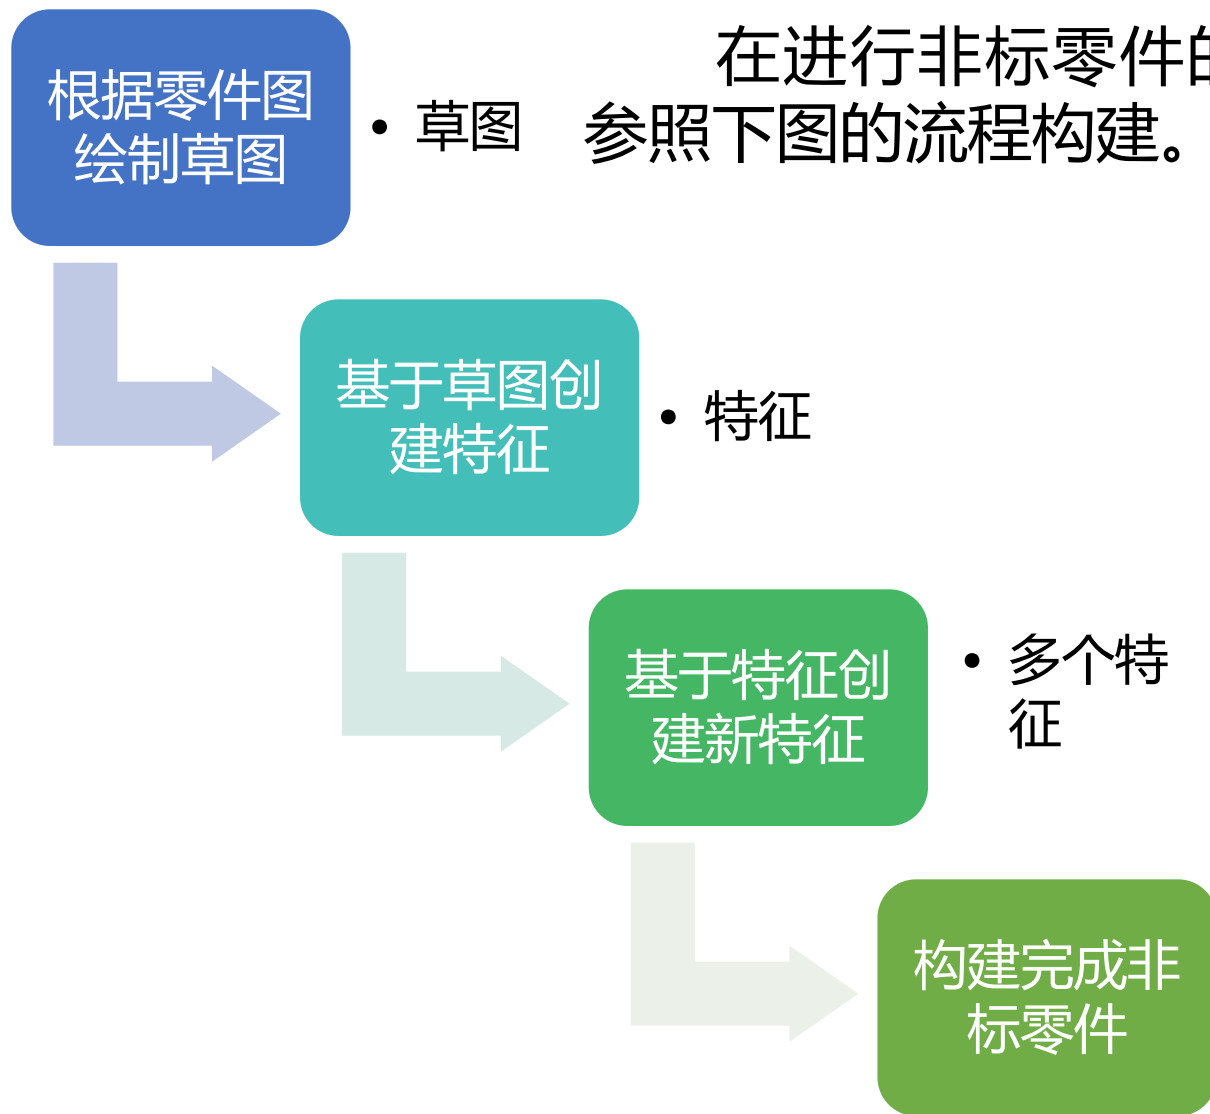 在进行非标零件的
参照下图的流程构建。
根据零件图
绘制草图
• 草图
基于草图创
建特征
• 特征
基于特征创
建新特征
• 多个特
征
构建完成非
标零件